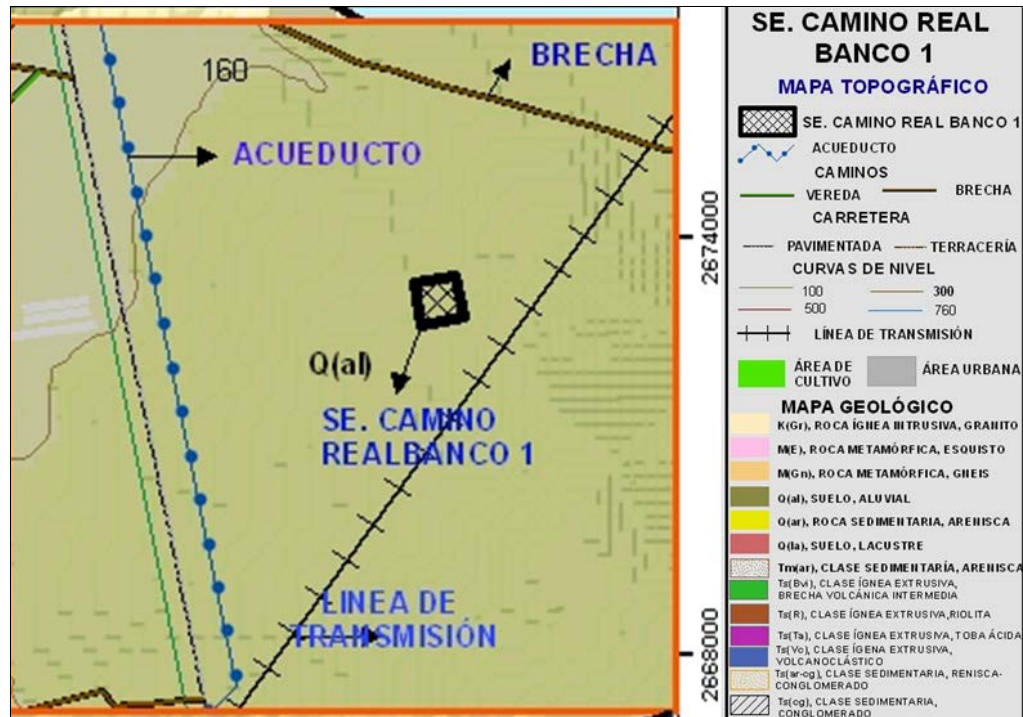 BRECHA
160
ACUEDUCTO
Q(al)
SE. CAMINO
REALBANCO 1
LINEA DE
TRANSMISIÓN
2674000
2668000
SE. CAMINO REAL
BANCO 1
MAPA TOPOGRÁFICO
SE. CAMINO REAL BANCO 1
ACUEDUCTO
CAMINOS
VEREDA
BRECHA
CARRETERA
PAVIMENTADA
TERRACERÍA
CURVAS DE NIVEL
100
300
500
760
LÍNEA DE TRANSMISIÓN
ÁREA DE
CULTIVO
ÁREA URBANA
MAPA GEOLÓGICO
K(Gr), ROCA ÍGNEA INTRUSIVA, GRANITO
M(E), ROCA METAMÓRFICA, ESQUISTO
M(Gn), ROCA METAMÓRFICA, GNEIS
Q(al), SUELO, ALUVIAL
Q(ar), ROCA SEDIMENTARIA, ARENISCA
Q(la), SUELO, LACUSTRE
Tm(ar), CLASE SEDIMENTARÍA, ARENISCA
Ts(Bvi), CLASE ÍGNEA EXTRUSIVA,
BRECHA VOLCÁNICA INTERMEDIA
Ts(R), CLASE ÍGNEA EXTRUSIVA,RIOLITA
Ts(Ta), CLASE ÍGNEA EXTRUSIVA, TOBA ÁCIDA
Ts(Vc), CLASE ÍGENA EXTRUSIVA,
VOLCANOCLÁSTICO
Ts(ar-cg), CLASE SEDIMENTARIA, RENISCA-
CONGLOMERADO
Ts(cg), CLASE SEDIMENTARIA,
CONGLOMERADO